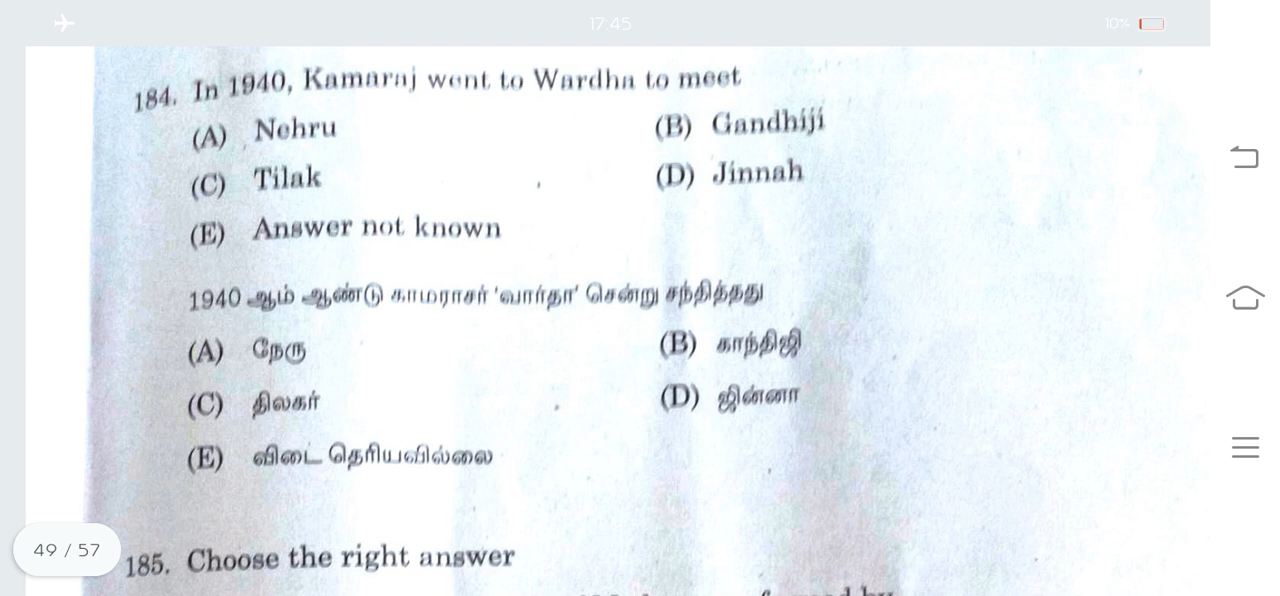 17:45 10%
184. In 1940, Kamaraj went to Wardha to meet
(A) Nehru (B) Gandhiji
(C) Tilak (D) Jinnah
(E) Answer not known
1940 ஆம் ஆண்டு காமராசர் 'வார்தா' சென்று சந்தித்தது
(A) நேரு (B) காந்திஜி
(C) திலகர் (D) ஜின்னா
(E) விடை தெரியவில்லை
49 / 57
185. Choose the right answer